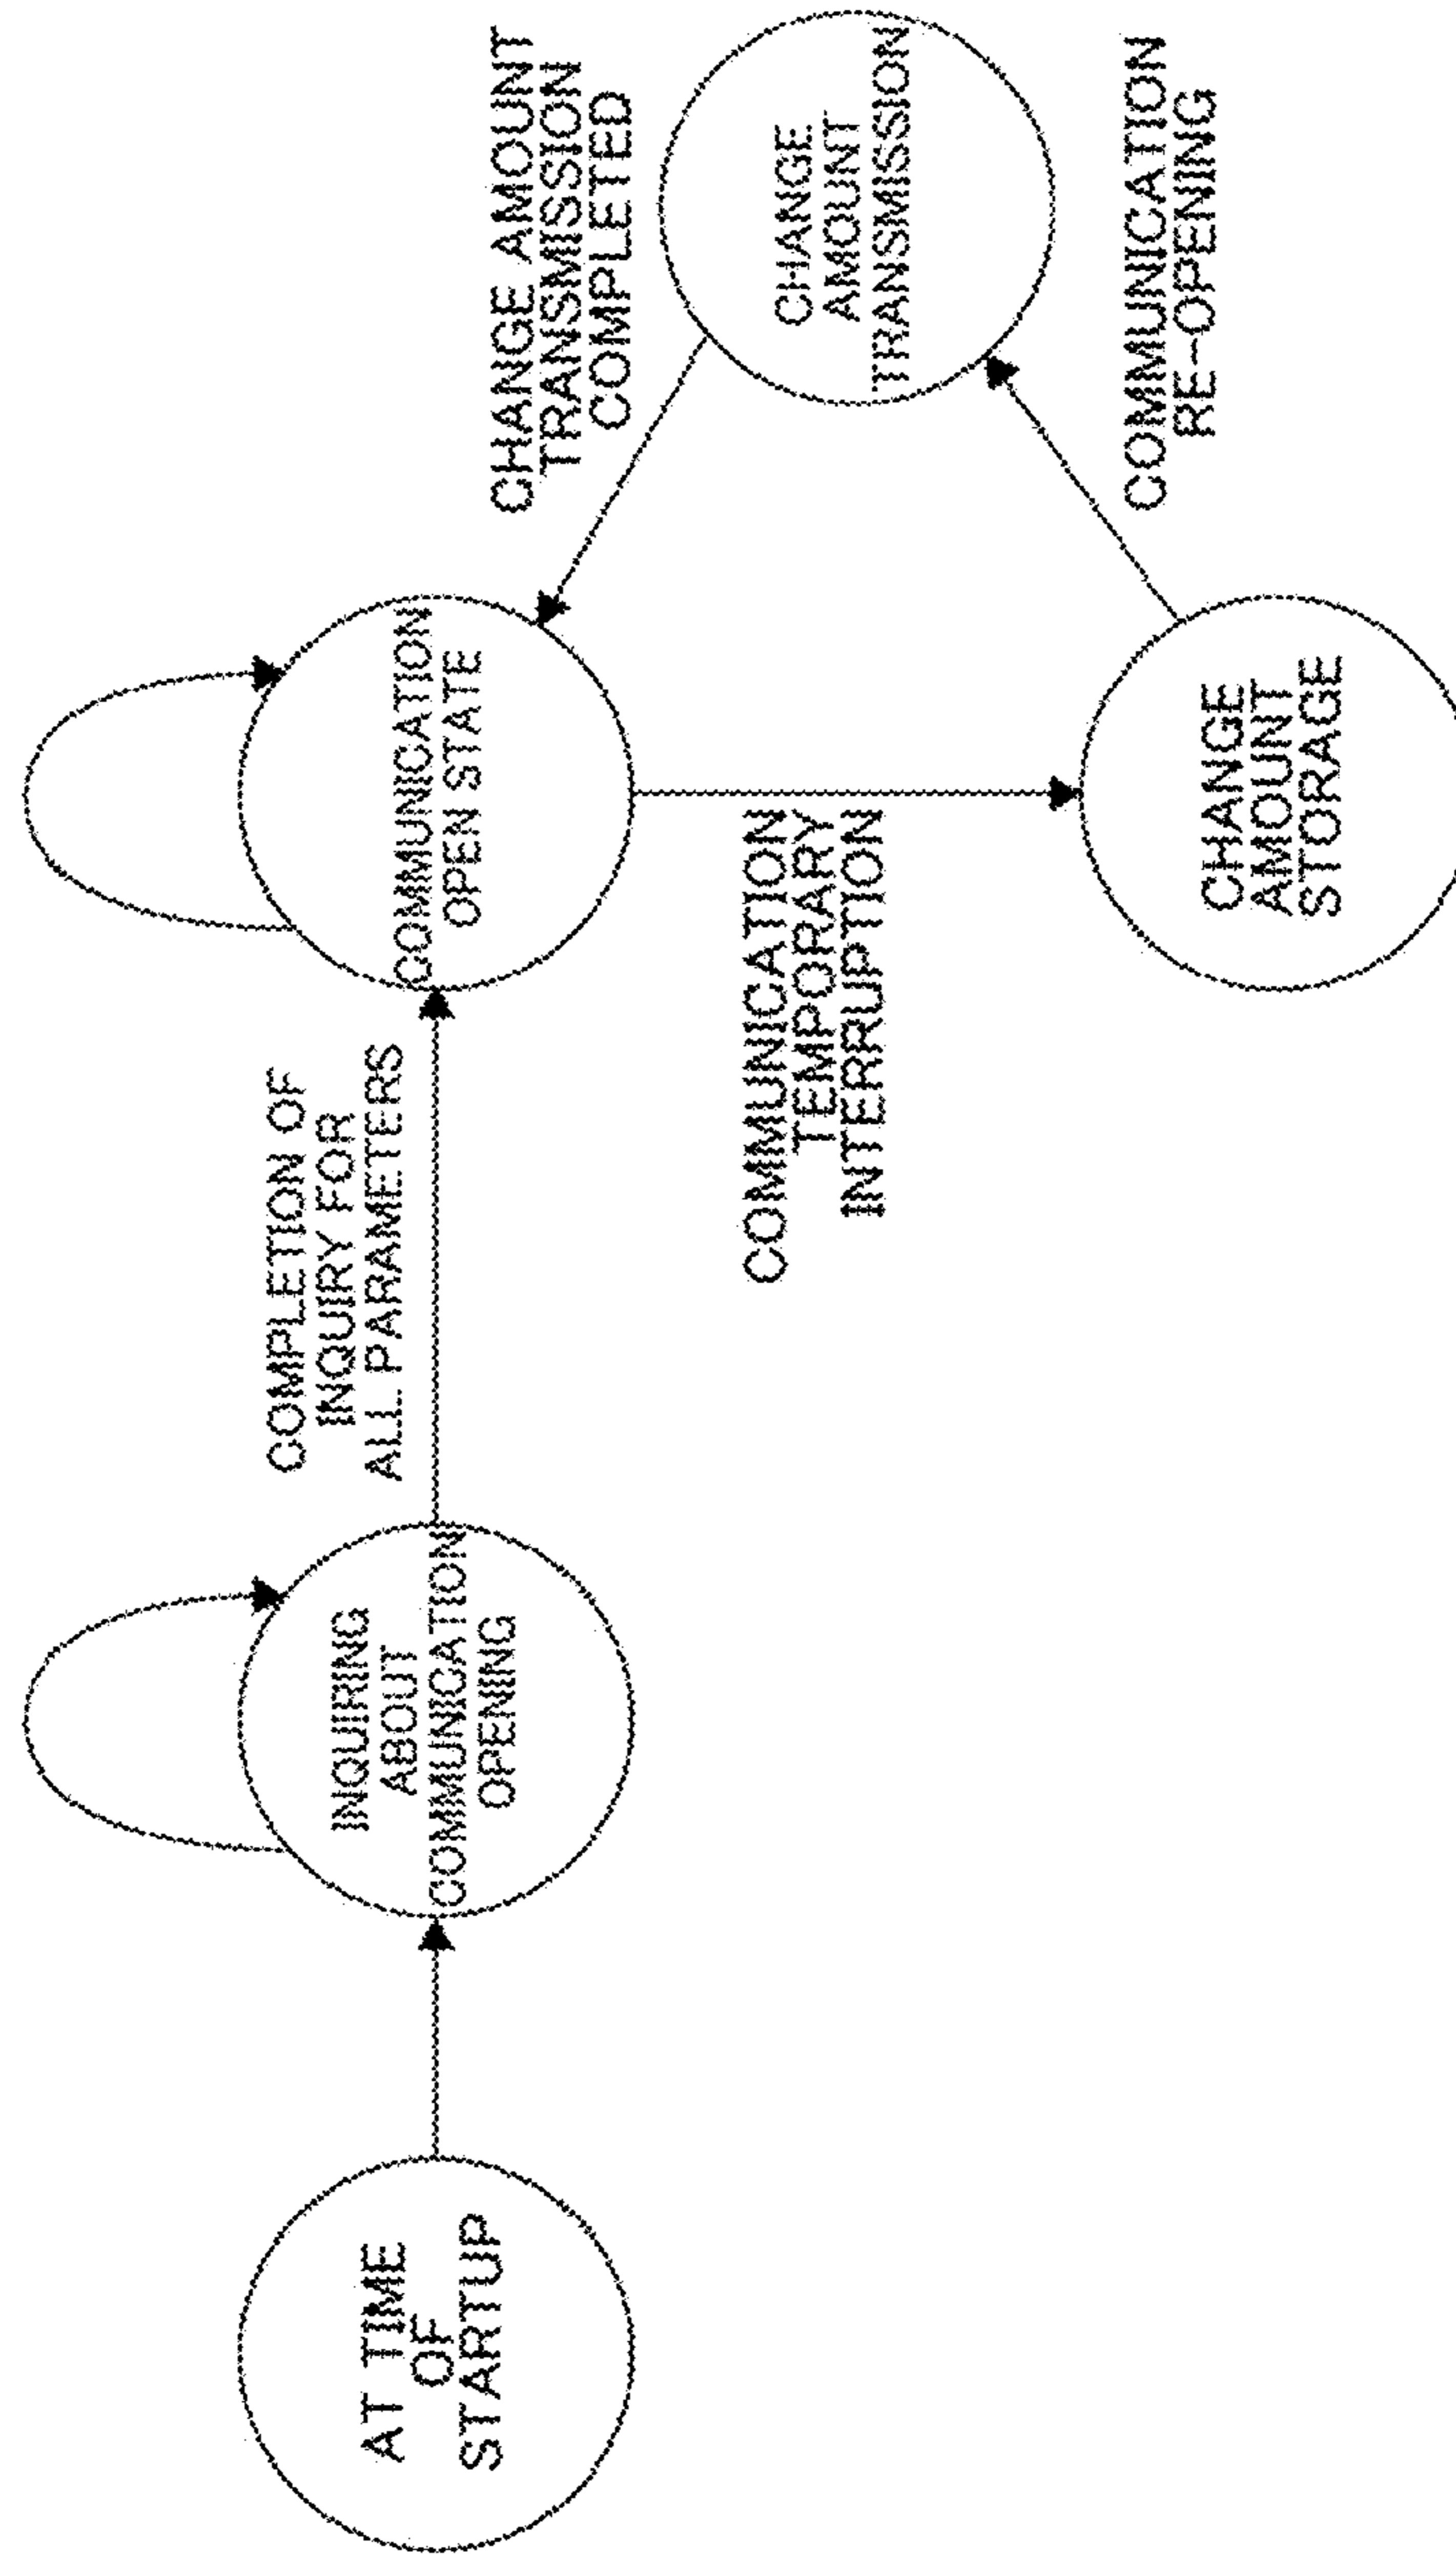 AT TIME
OF
STARTUP
INQUIRING
ABOUT
COMMUNICATION
OPENING
COMPLETION OF
INQUIRY FOR
ALL PARAMETERS
COMMUNICATION
OPEN STATE
COMMUNICATION
TEMPORARY
INTERRUPTION
CHANGE
AMOUNT
STORAGE
COMMUNICATION
RE-OPENING
CHANGE
AMOUNT
TRANSMISSION
CHANGE AMOUNT
TRANSMISSION
COMPLETED